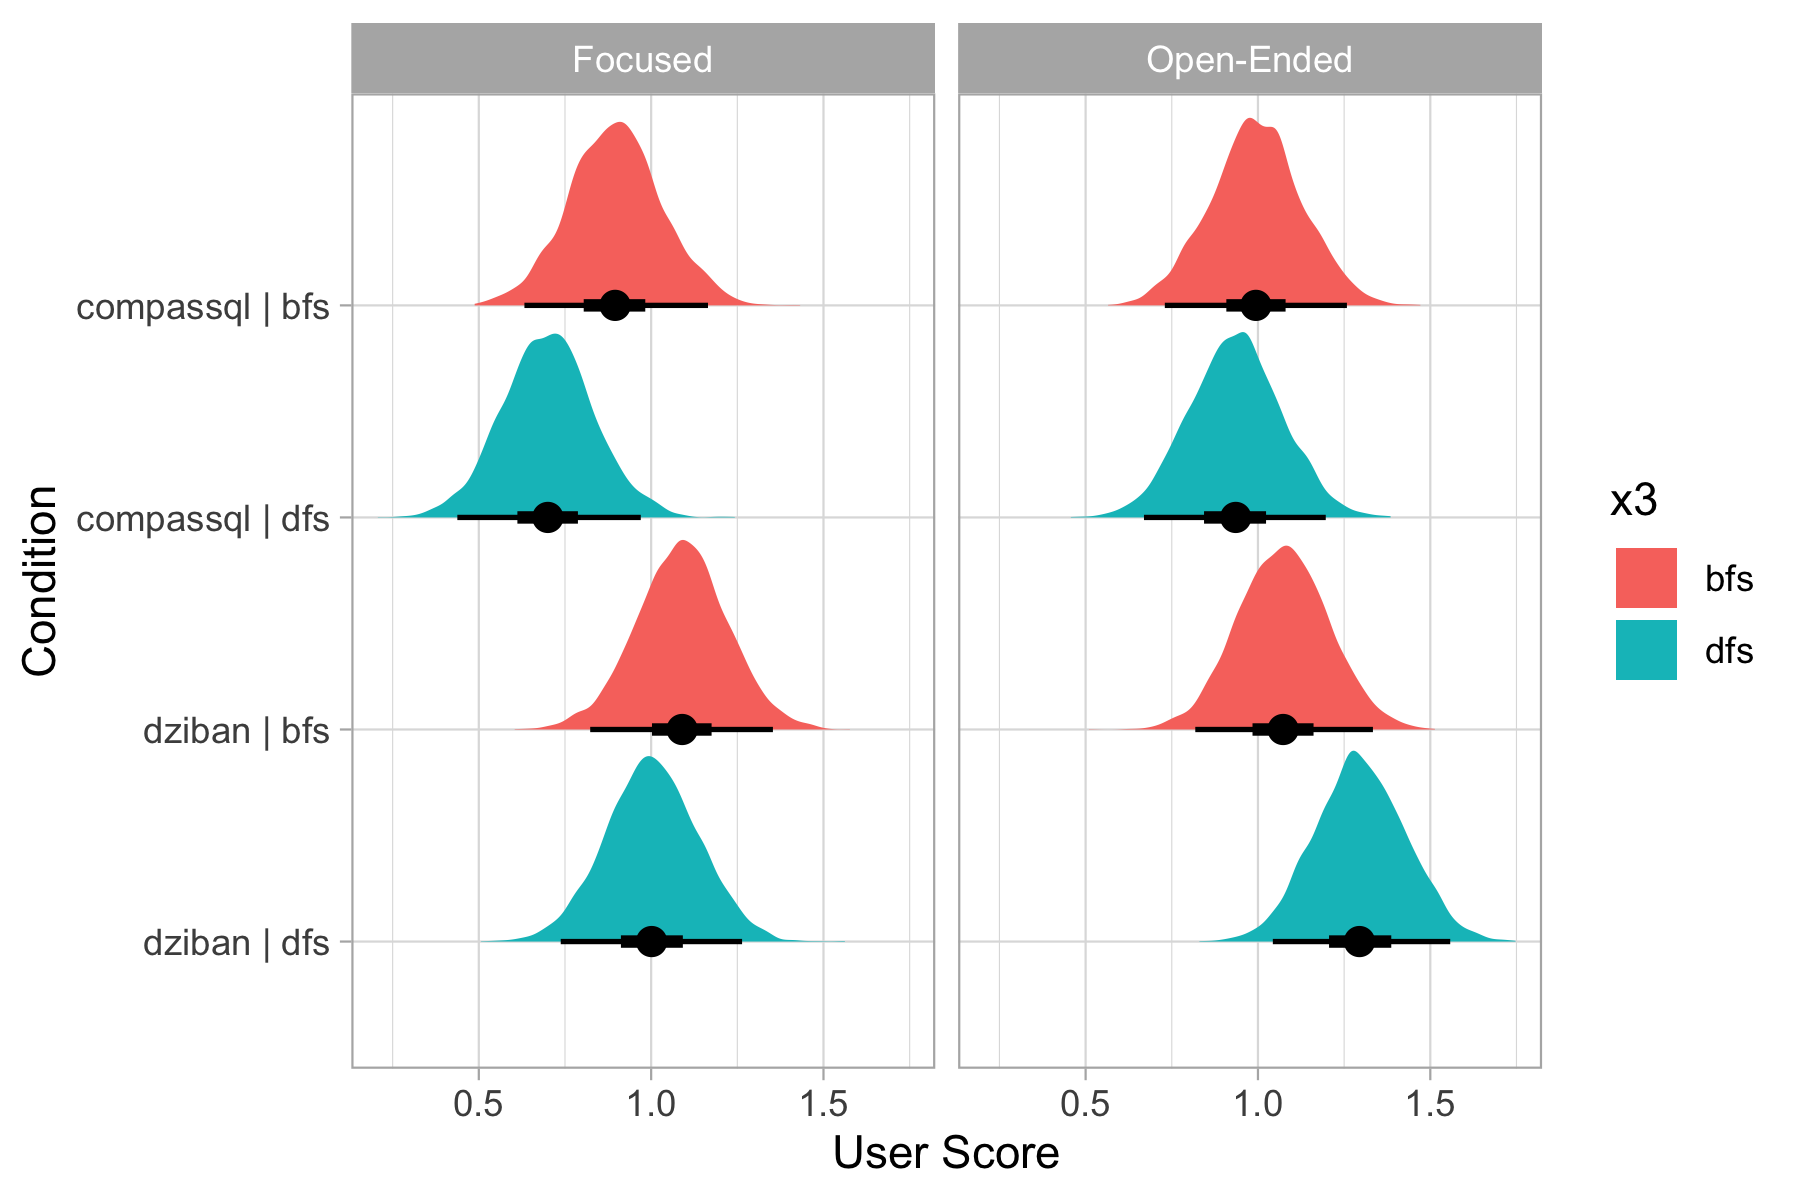 Focused
Open-Ended
Condition
compassql | bfs
compassql | dfs
dziban | bfs
dziban | dfs
0.5 1.0 1.5
0.5 1.0 1.5
User Score
x3
bfs
dfs